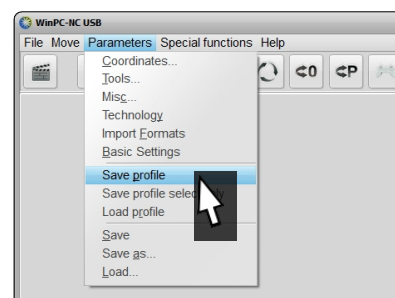 WinPC-NC USB
File Move Parameters Special functions Help
Coordinates...
Tools...
Misc...
Technology
Import Formats
Basic Settings
Save profile
Save profile
Load profile
Save
Save as...
Load...
0
P